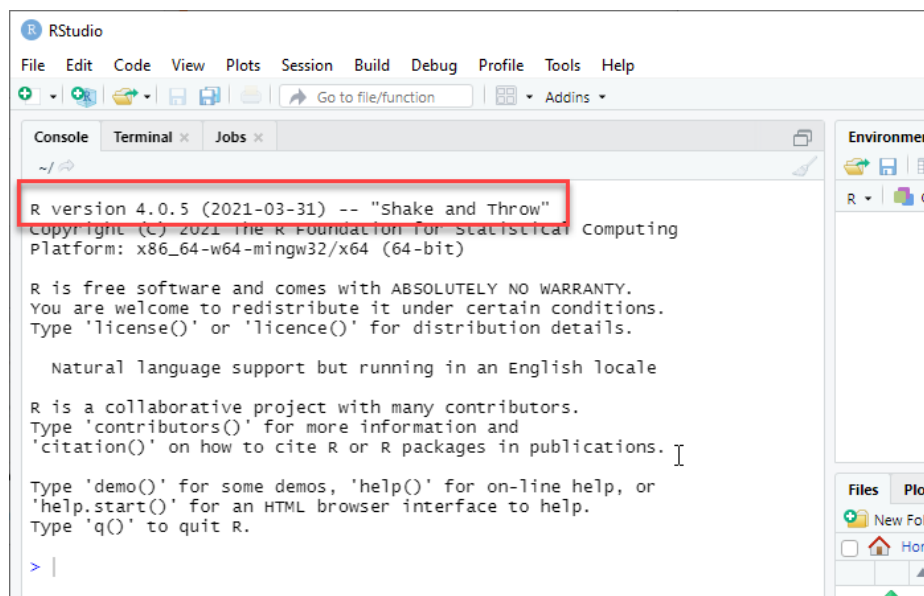 RStudio
File Edit Code View Plots Session Build Debug Profile Tools Help
Go to file/function Addins
Console Terminal Jobs
~/
R version 4.0.5 (2021-03-31) -- "Shake and Throw"
Copyright (C) 2021 The R Foundation for Statistical Computing
Platform: x86_64-w64-mingw32/x64 (64-bit)
R is free software and comes with ABSOLUTELY NO WARRANTY.
You are welcome to redistribute it under certain conditions.
Type 'license()' or 'licence()' for distribution details.
Natural language support but running in an English locale
R is a collaborative project with many contributors.
Type 'contributors()' for more information and
'citation()' on how to cite R or R packages in publications.
Type 'demo()' for some demos, 'help()' for on-line help, or
'help.start()' for an HTML browser interface to help.
Type 'q()' to quit R.
>
Environmen
R
Files Plo
New Fol
Hor